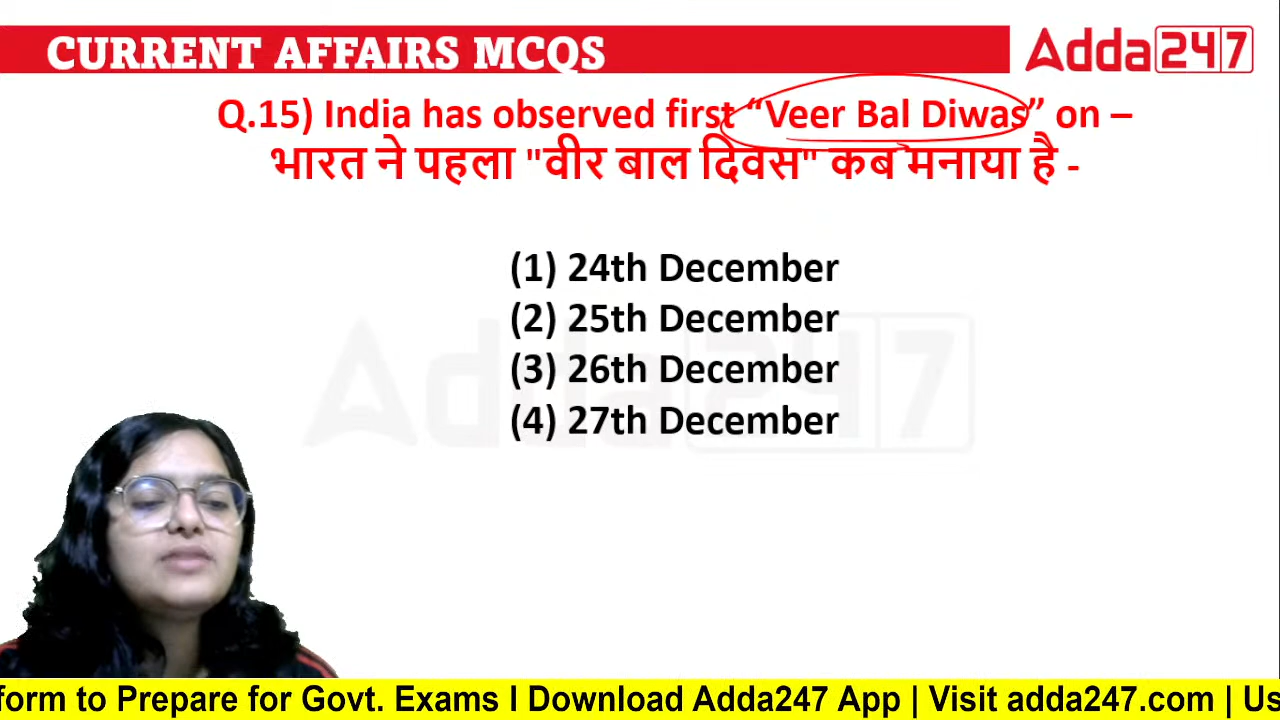 CURRENT AFFAIRS MCQS
Adda247
Q.15) India has observed first “Veer Bal Diwas” on –
भारत ने पहला "वीर बाल दिवस" कब मनाया है -
(1) 24th December
(2) 25th December
(3) 26th December
(4) 27th December
Adda247
form to Prepare for Govt. Exams I Download Adda247 App | Visit adda247.com | Us